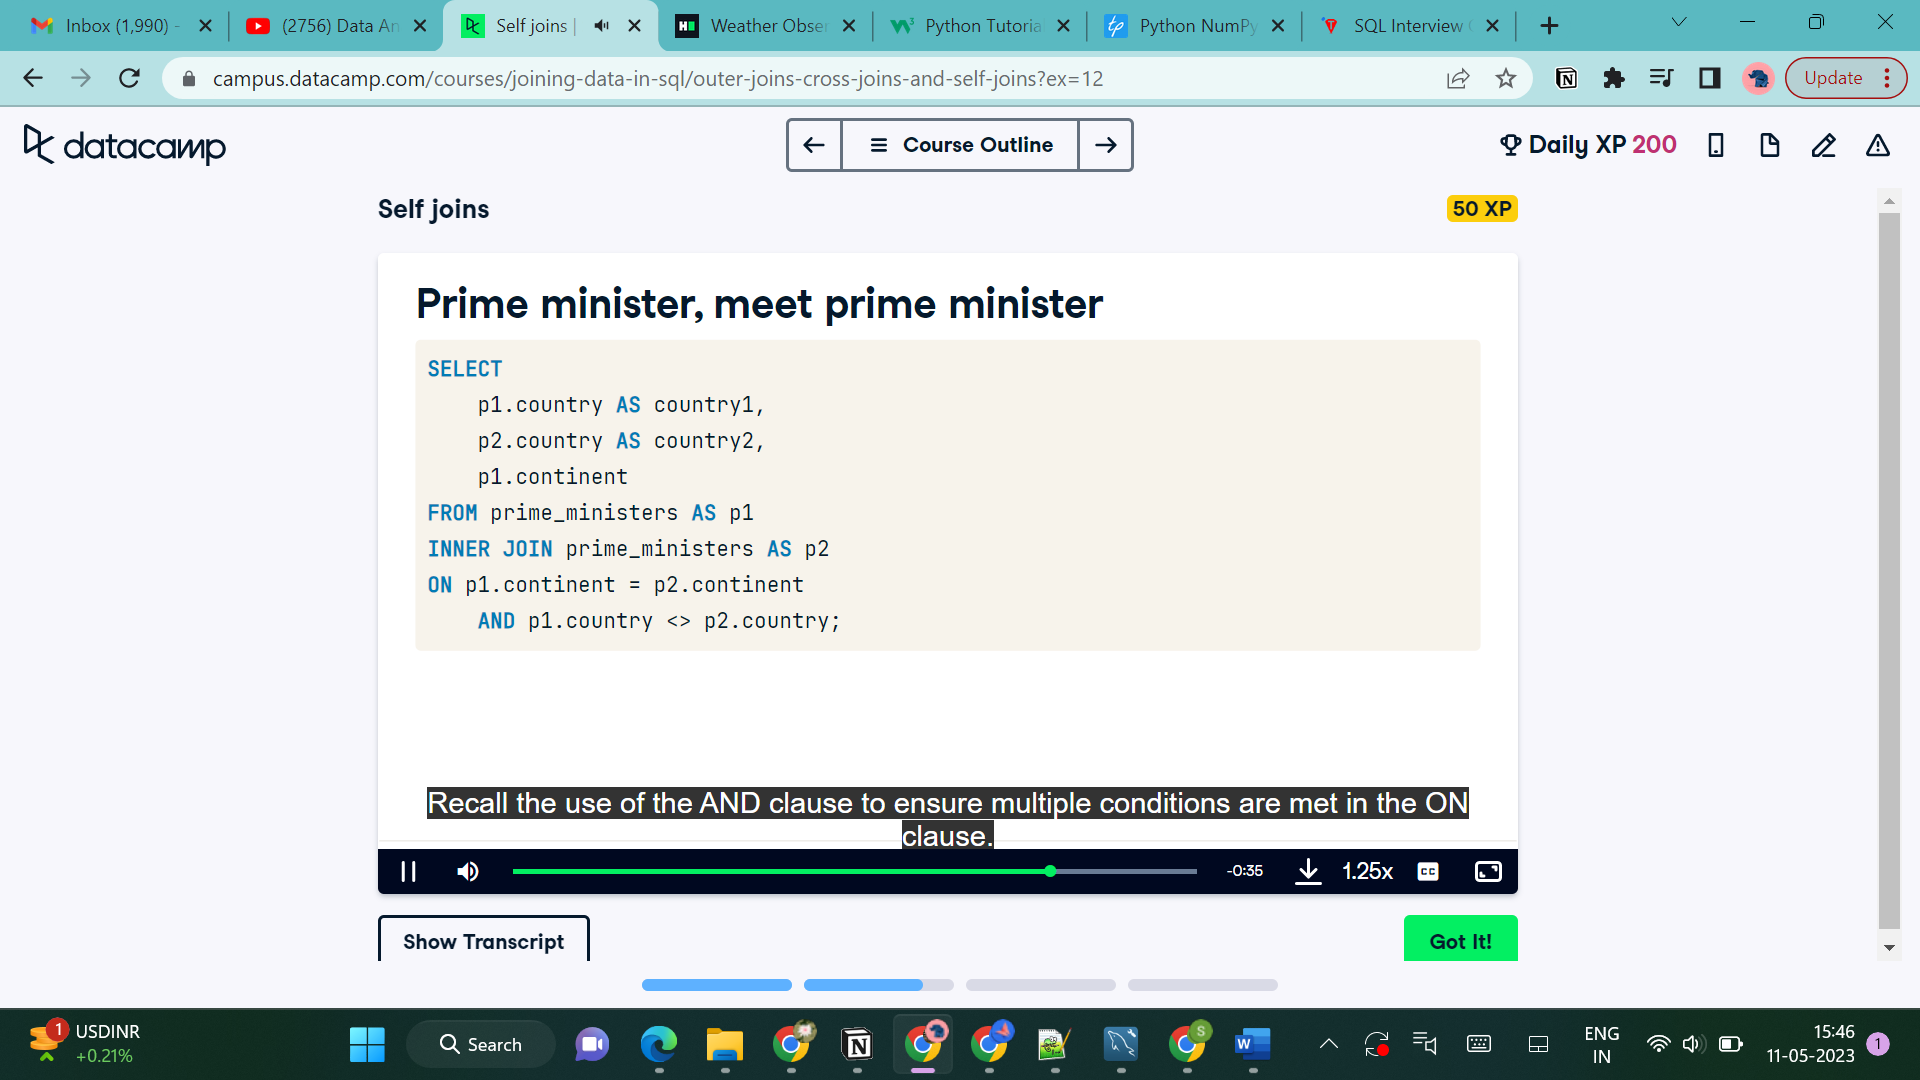 Inbox (1,990) -
(2756) Data An
Self joins |
Weather Obser
Python Tutoria
Python NumPy
SQL Interview
campus.datacamp.com/courses/joining-data-in-sql/outer-joins-cross-joins-and-self-joins?ex=12
Update
datacamp
Course Outline
Daily XP 200
Self joins
50 XP
Prime minister, meet prime minister
SELECT
p1.country AS country1,
p2.country AS country2,
p1.continent
FROM prime_ministers AS p1
INNER JOIN prime_ministers AS p2
ON p1.continent = p2.continent
AND p1.country <> p2.country;
Recall the use of the AND clause to ensure multiple conditions are met in the ON
clause.
-0:35
1.25x
CC
Show Transcript
Got It!
1
USDINR
+0.21%
Search
ENG
IN
15:46
11-05-2023
1